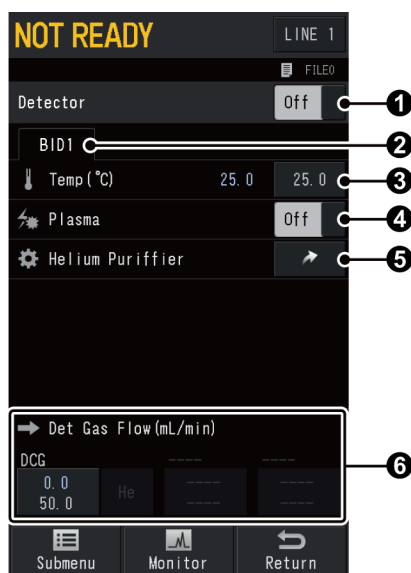 NOT READY LINE 1
FILE0
Detector Off 1
BID1 2
Temp(℃) 25.0 25.0 3
Plasma Off 4
Helium Puriffier 5
Det Gas Flow(mL/min)
DCG ---- ----
0.0 He ---- ---- 6
50.0 ---- ----
Submenu Monitor Return